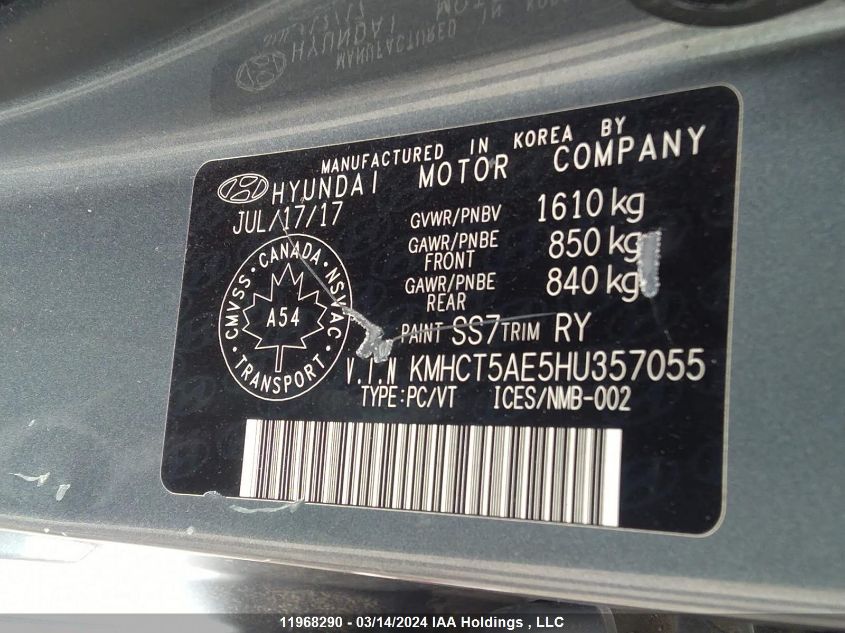 MANUFACTURED IN KOREA BY
HYUNDAI MOTOR COMPANY
JUL/17/17
GVWR/PNBV 1610 kg
GAWR/PNBE FRONT 850 kg
GAWR/PNBE REAR 840 kg
CMVSS · CANADA · NSVAC · TRANSPORT ·
A54
PAINT SS7 TRIM RY
V.I.N KMHCT5AE5HU357055
TYPE:PC/VT ICES/NMB-002
11968290 - 03/14/2024 IAA Holdings , LLC